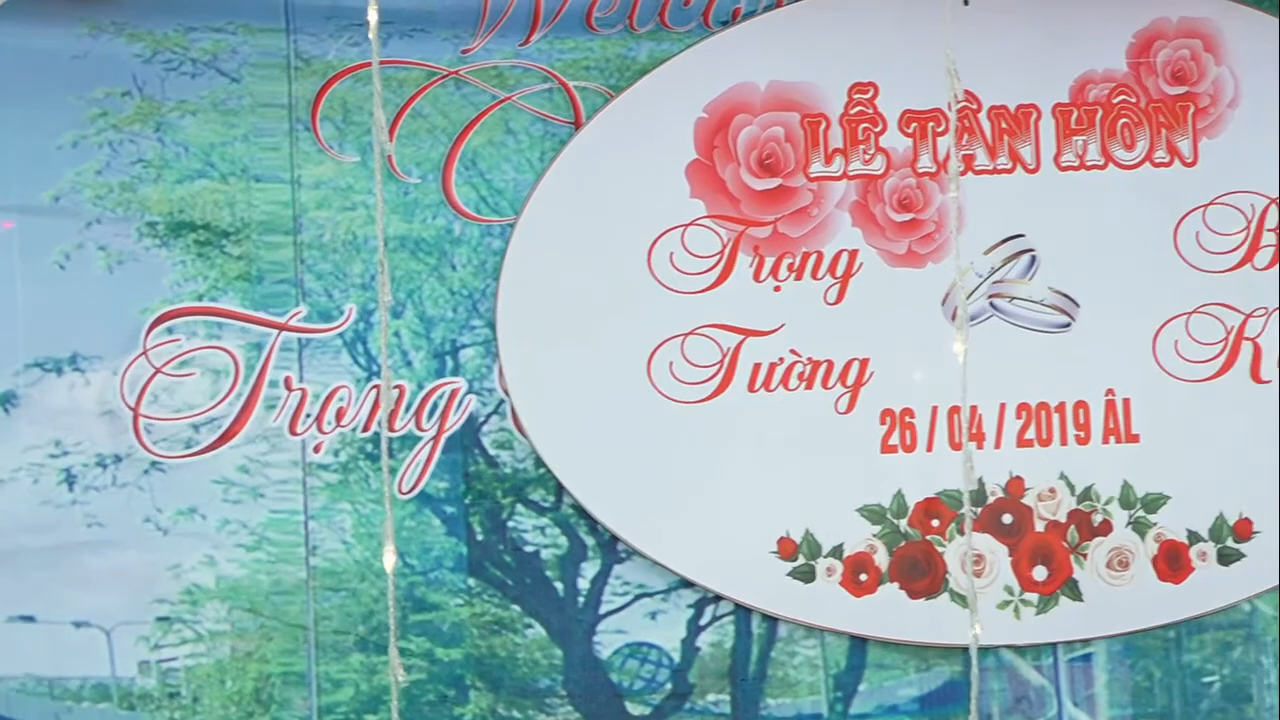 LỄ TÂN HÔN
Trọng
Tường
26 / 04 / 2019 ÂL
Trọng